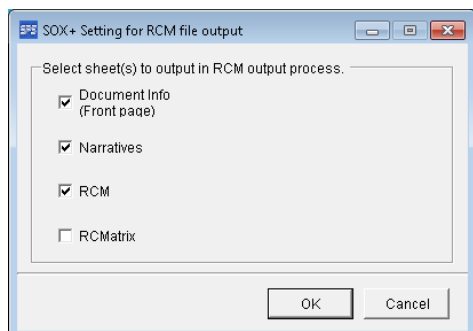 SPS SOX+ Setting for RCM file output
Select sheet(s) to output in RCM output process.
Document Info
(Front page)
Narratives
RCM
RCMatrix
OK Cancel